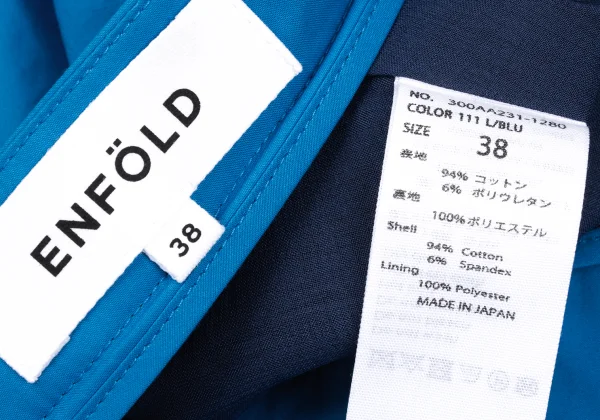 ENFÖLD
38
NO. 300AA231-1280
COLOR 111 L/BLU
SIZE 38
表地
94% コットン
6% ポリウレタン
裏地
100%ポリエステル
Shell
94% Cotton
6% Spandex
Lining
100% Polyester
MADE IN JAPAN